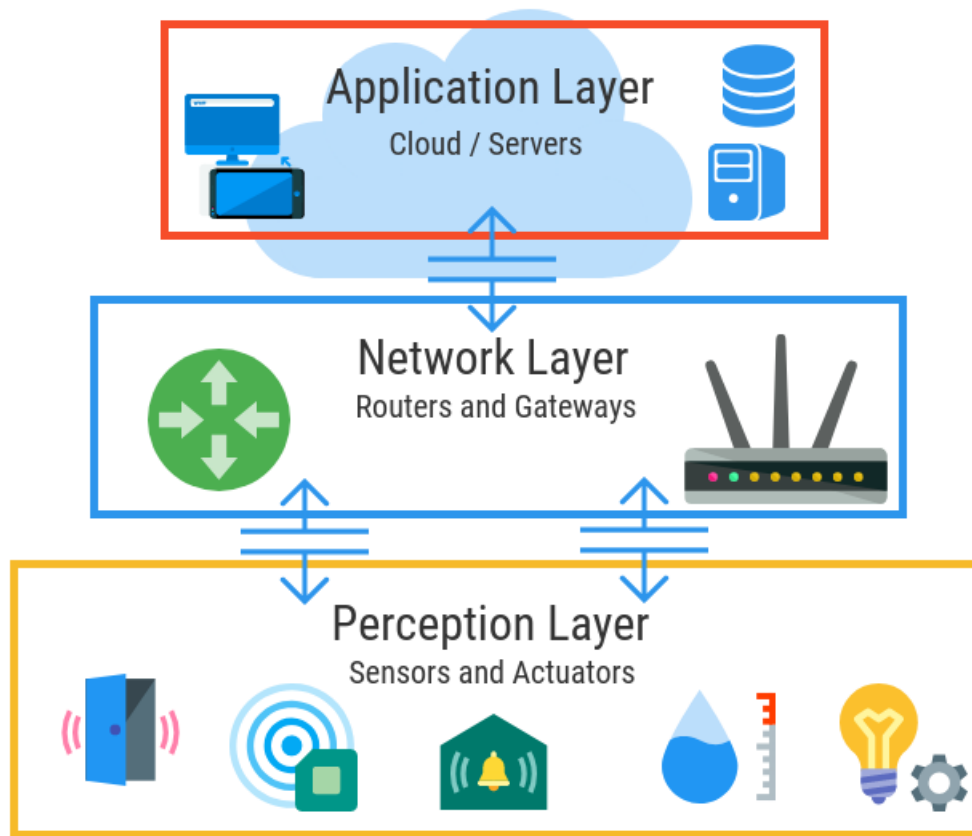 Application Layer
Cloud / Servers
Network Layer
Routers and Gateways
Perception Layer
Sensors and Actuators